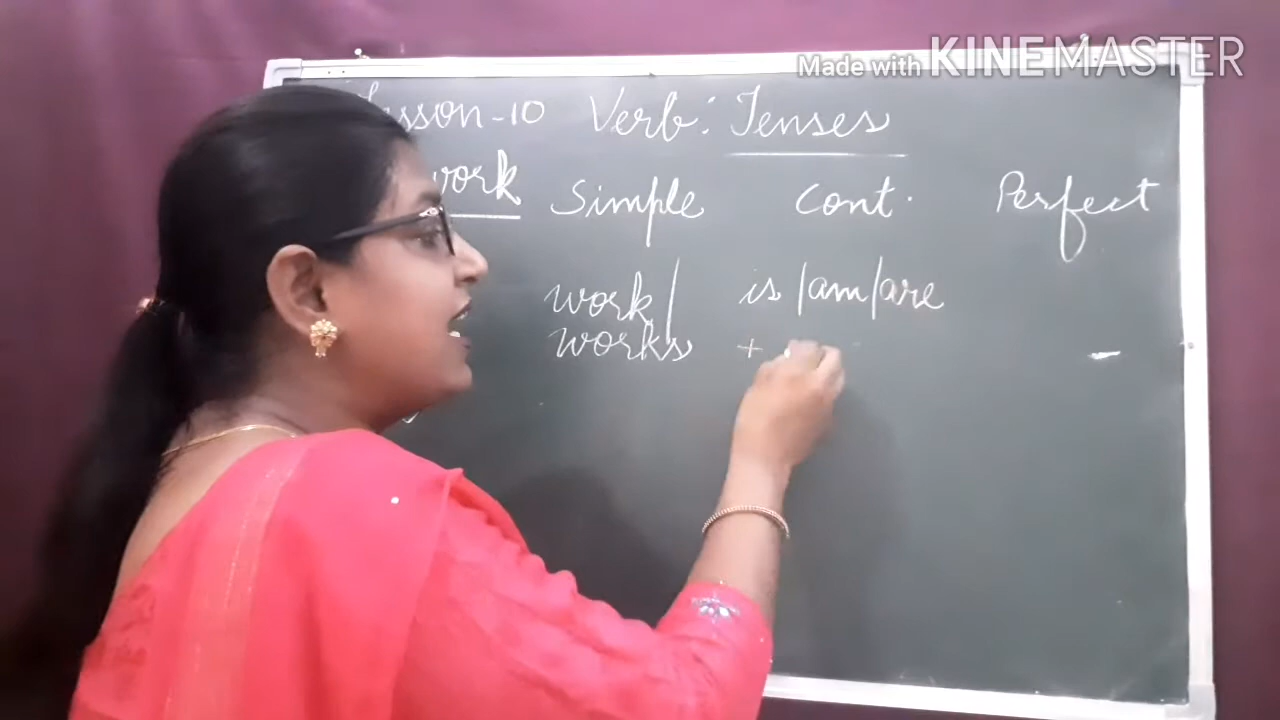 Made with KINEMASTER
Lesson-10 Verb: Tenses
work
Simple Cont. Perfect
work/ is/am/are
works +